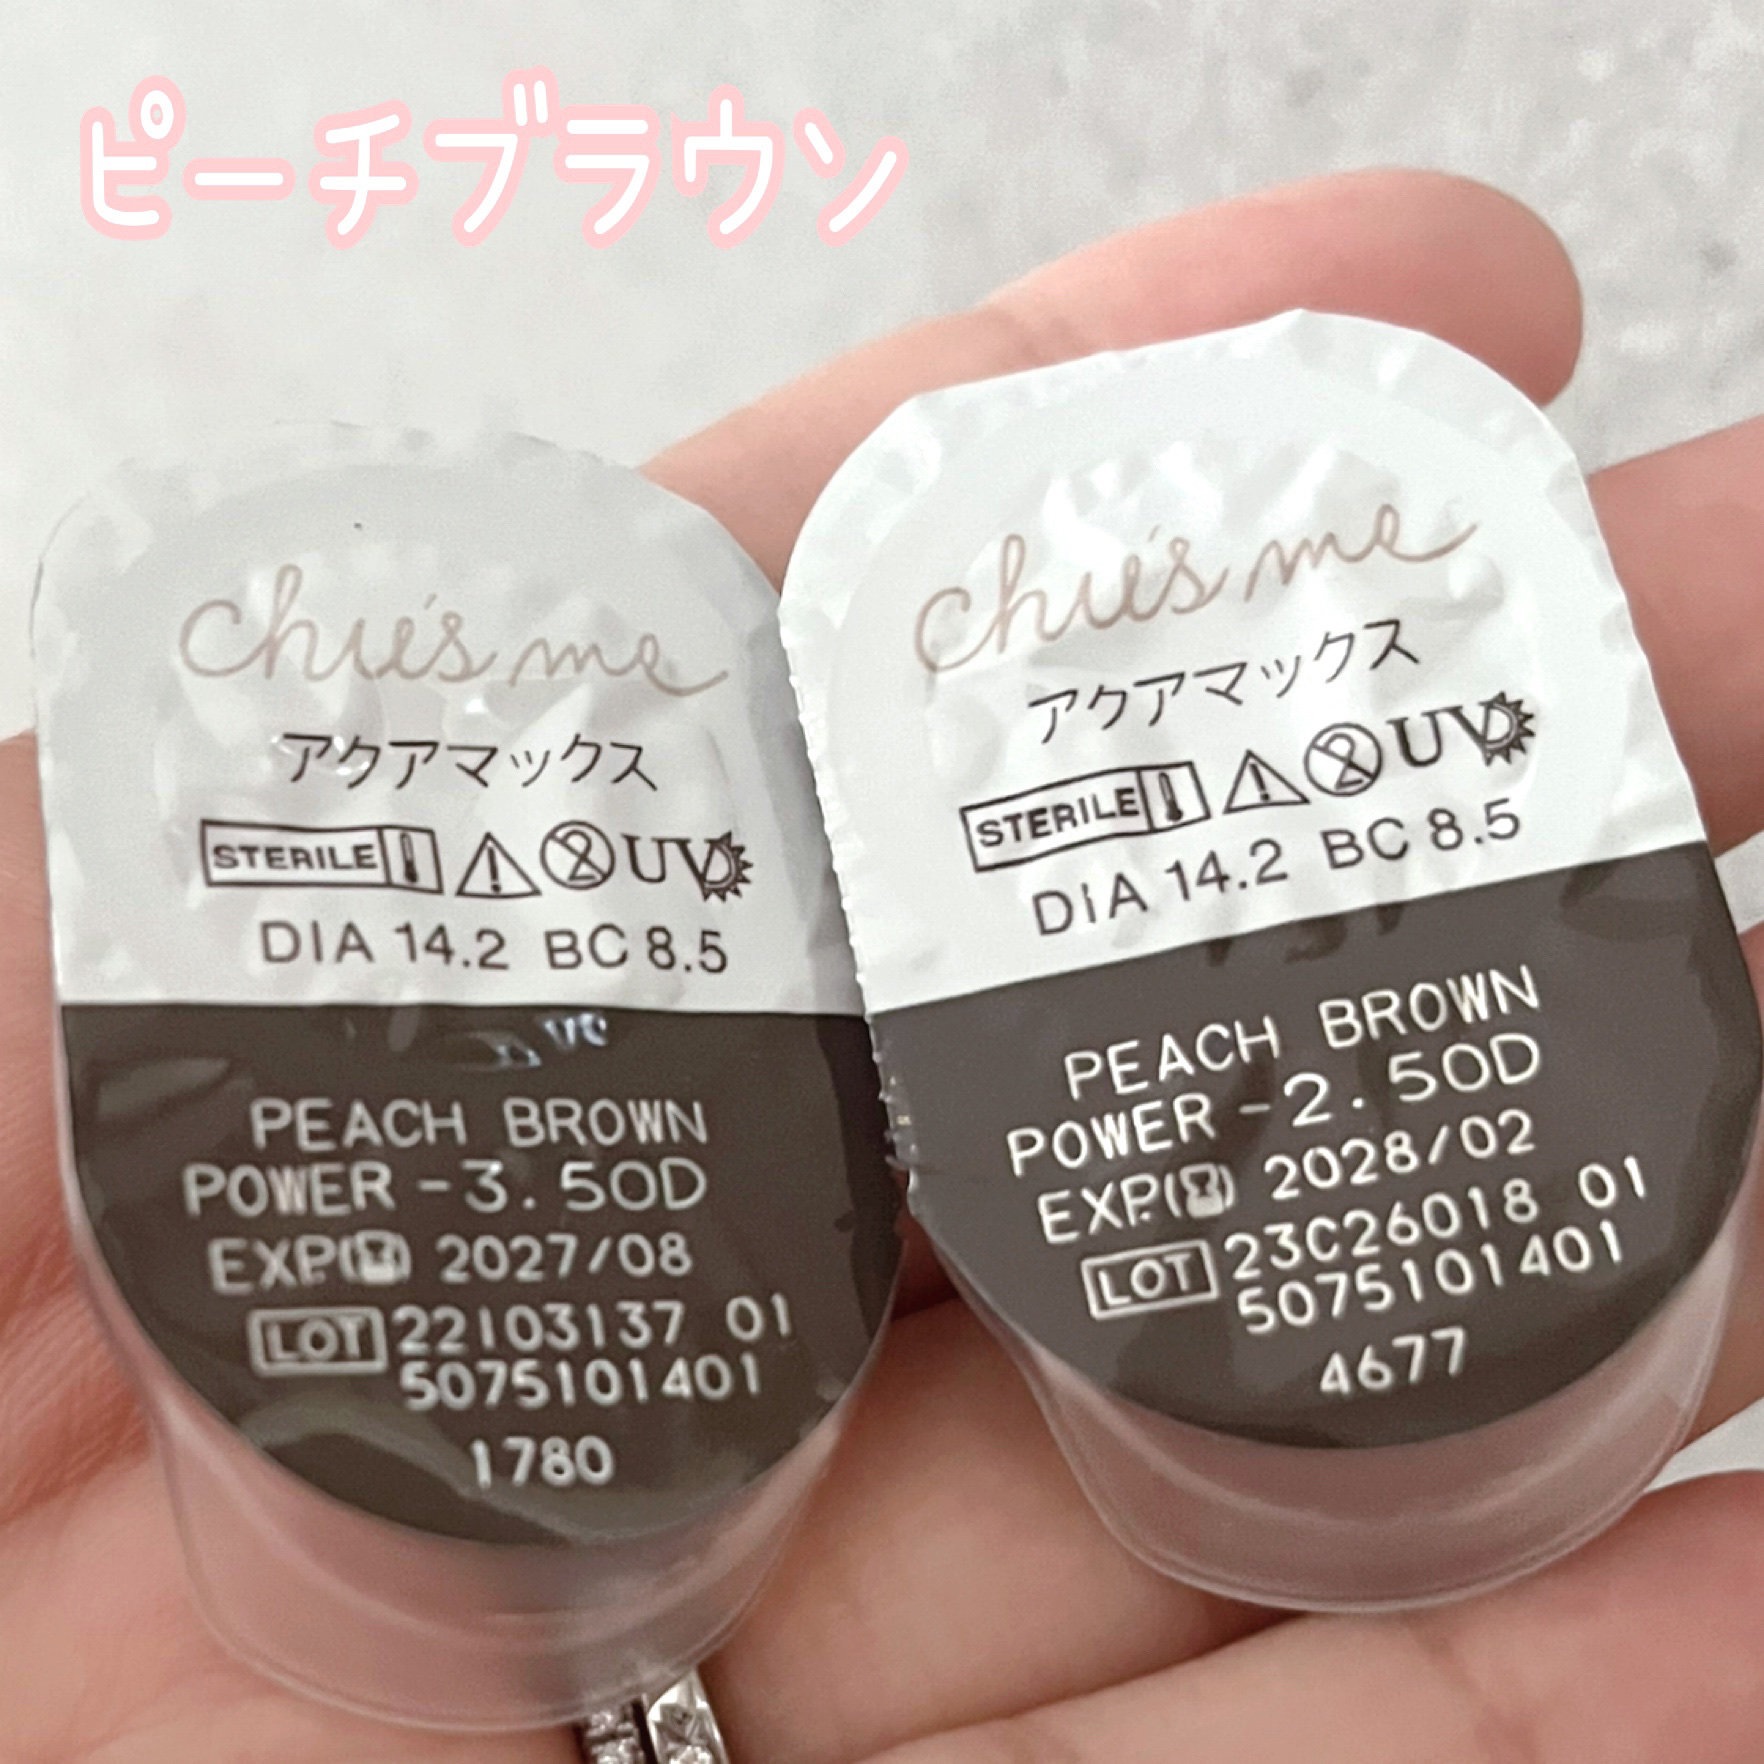 ピーチブラウン
chu's me
アクアマックス
STERILE UV
DIA 14.2 BC 8.5
PEACH BROWN
POWER -3.50D
EXP. 2027/08
LOT 22I03137 01
5075101401
1780
chu's me
アクアマックス
STERILE UV
DIA 14.2 BC 8.5
PEACH BROWN
POWER -2.50D
EXP. 2028/02
LOT 23C26018 01
5075101401
4677